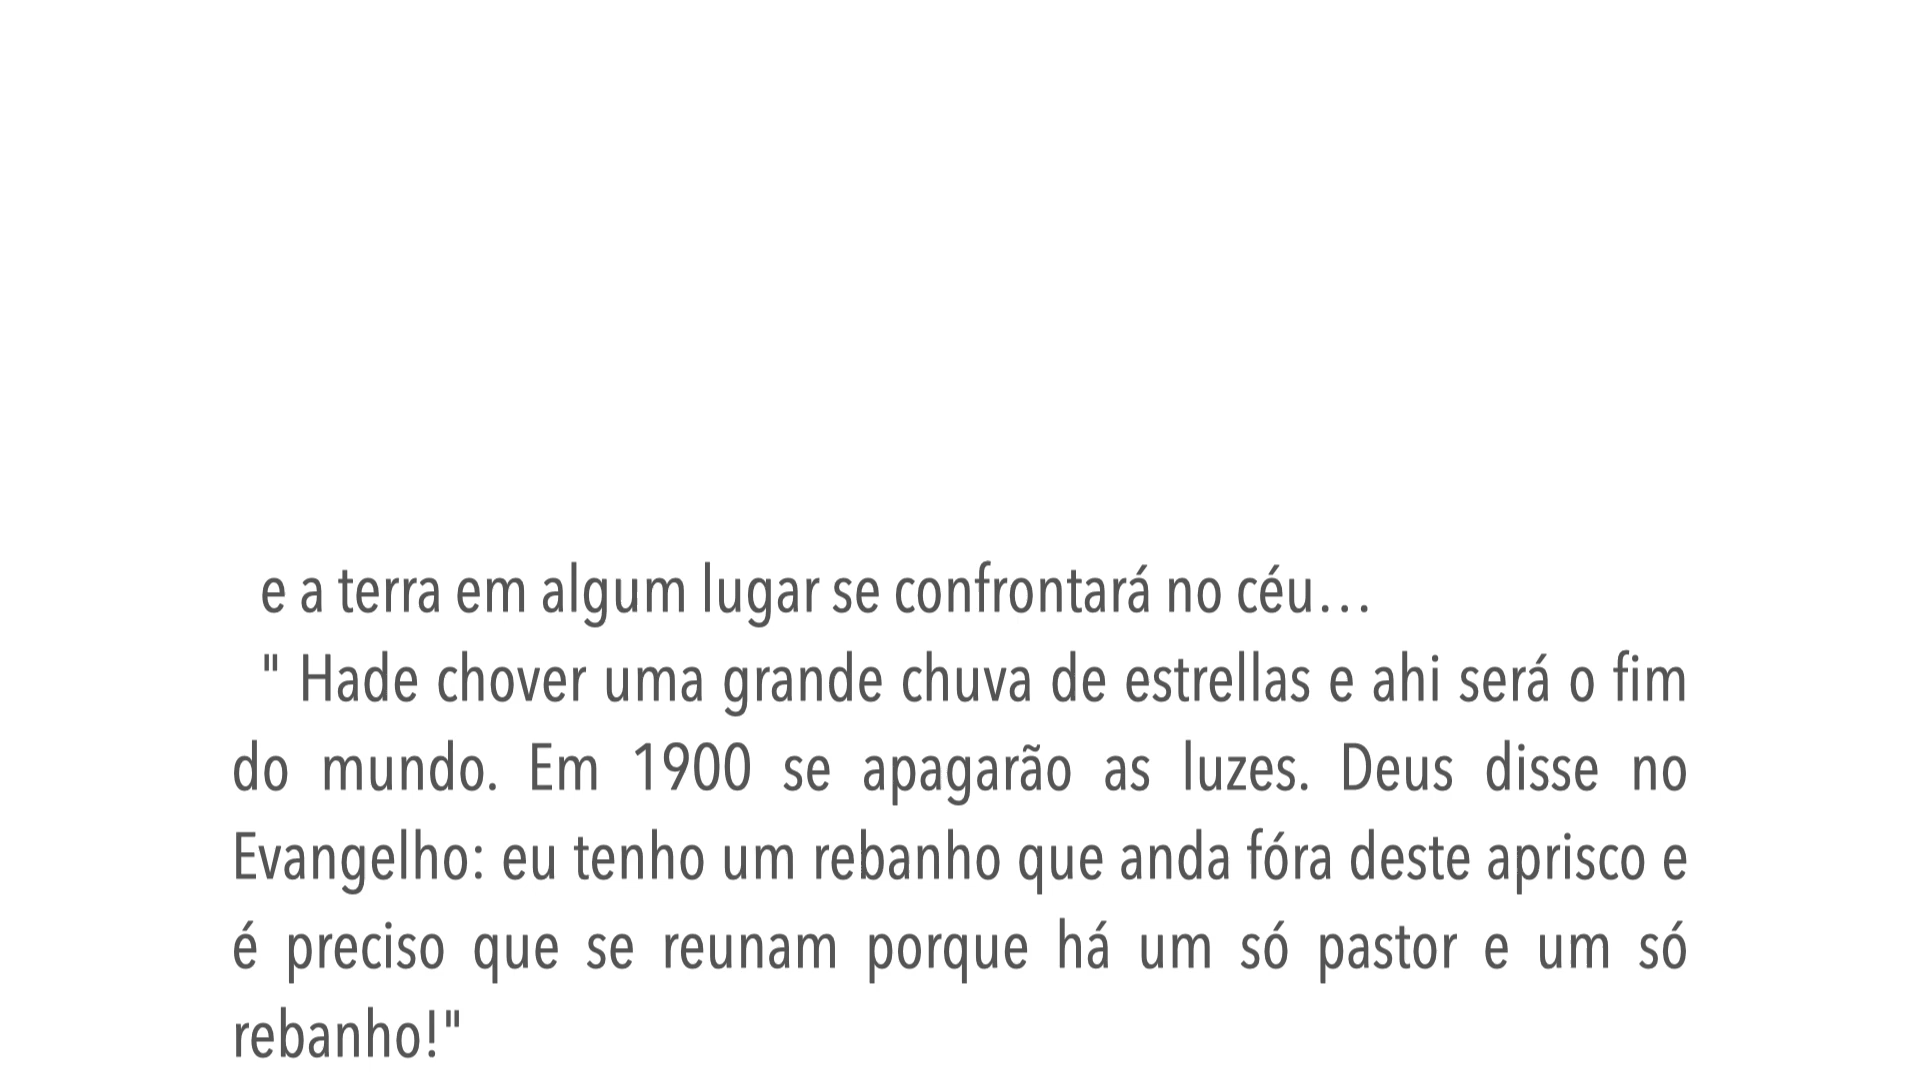 e a terra em algum lugar se confrontará no céu…
" Hade chover uma grande chuva de estrellas e ahi será o fim
do mundo. Em 1900 se apagarão as luzes. Deus disse no
Evangelho: eu tenho um rebanho que anda fóra deste aprisco e
é preciso que se reunam porque há um só pastor e um só
rebanho!"